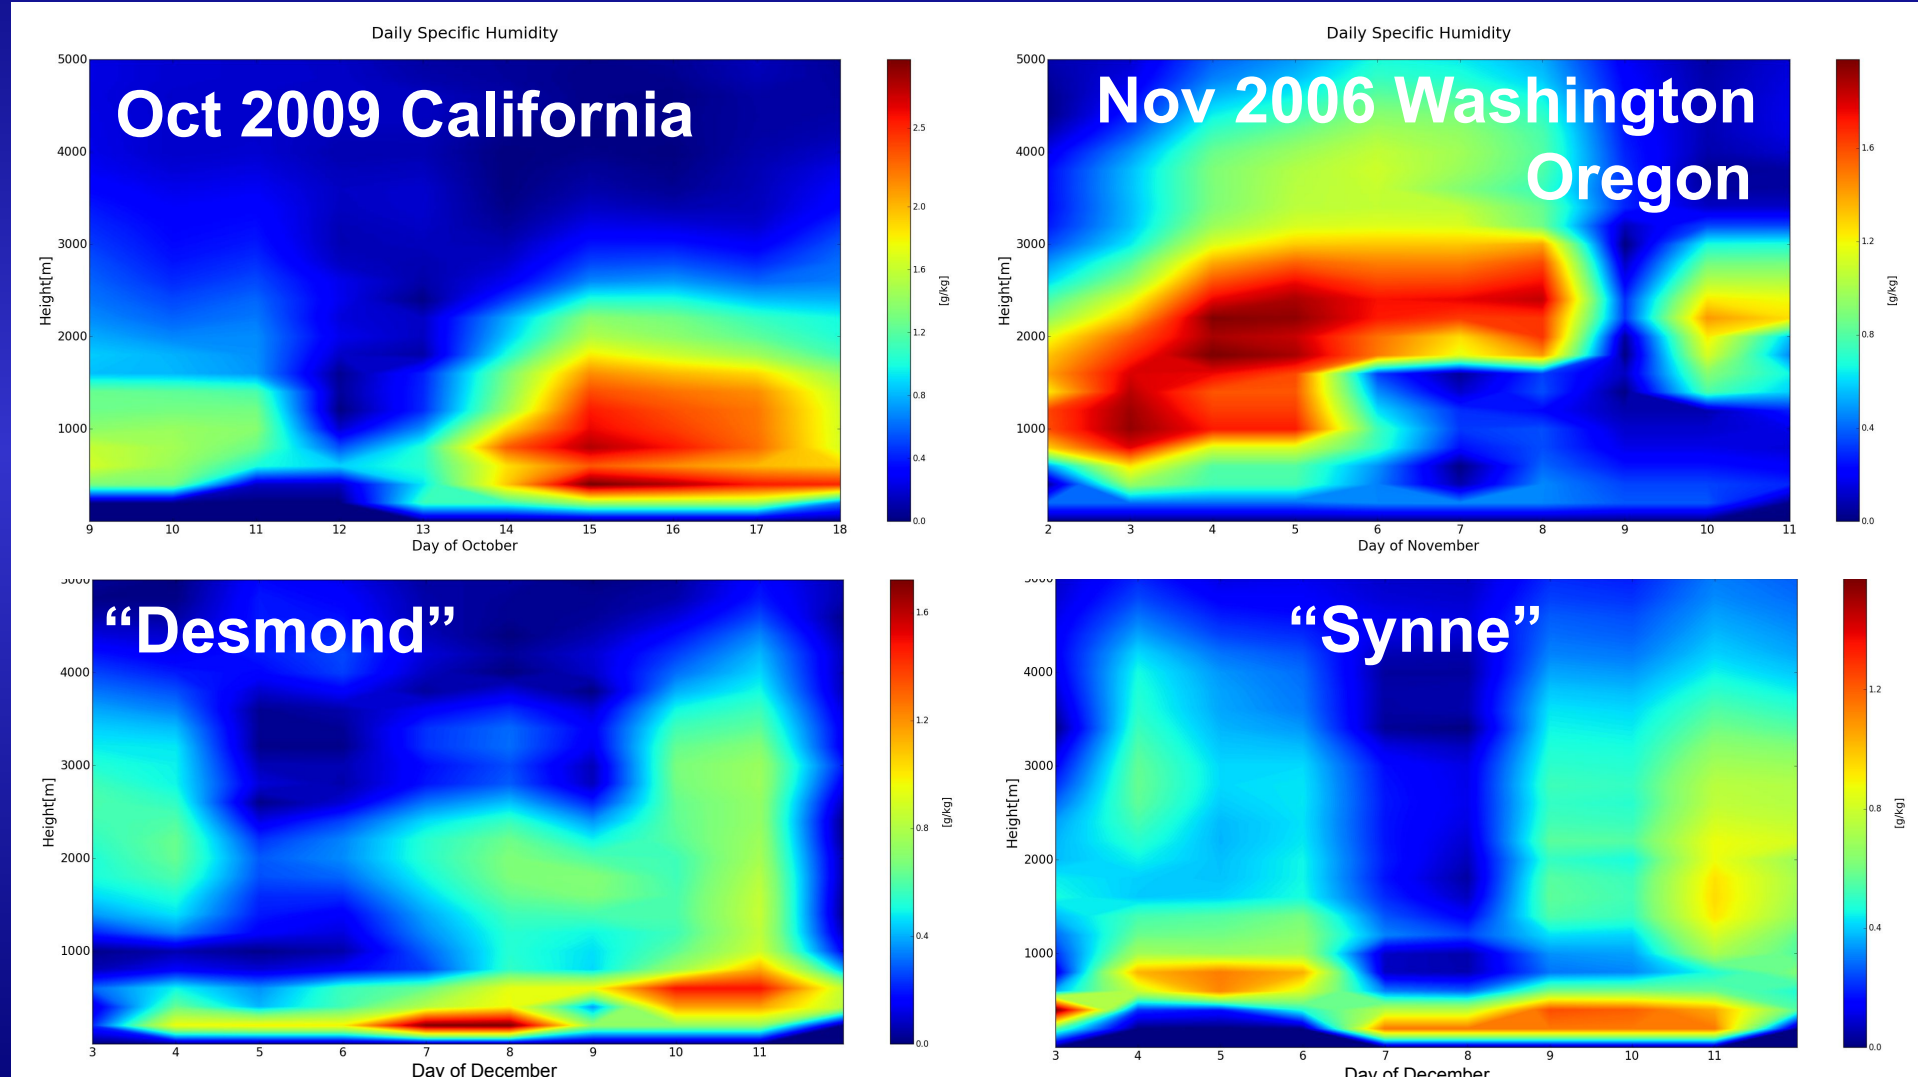 Daily Specific Humidity
Oct 2009 California
5000
4000
3000
2000
1000
Height[m]
9 10 11 12 13 14 15 16 17 18
Day of October
2.5
2.0
1.6
1.2
0.8
0.4
0.0
[g/kg]
Daily Specific Humidity
Nov 2006 Washington
Oregon
5000
4000
3000
2000
1000
Height[m]
2 3 4 5 6 7 8 9 10 11
Day of November
1.6
1.2
0.8
0.4
0.0
[g/kg]
“Desmond”
5000
4000
3000
2000
1000
Height[m]
3 4 5 6 7 8 9 10 11
Day of December
1.6
1.2
0.8
0.4
0.0
[g/kg]
“Synne”
5000
4000
3000
2000
1000
Height[m]
3 4 5 6 7 8 9 10 11
Day of December
1.2
0.8
0.4
0.0
[g/kg]